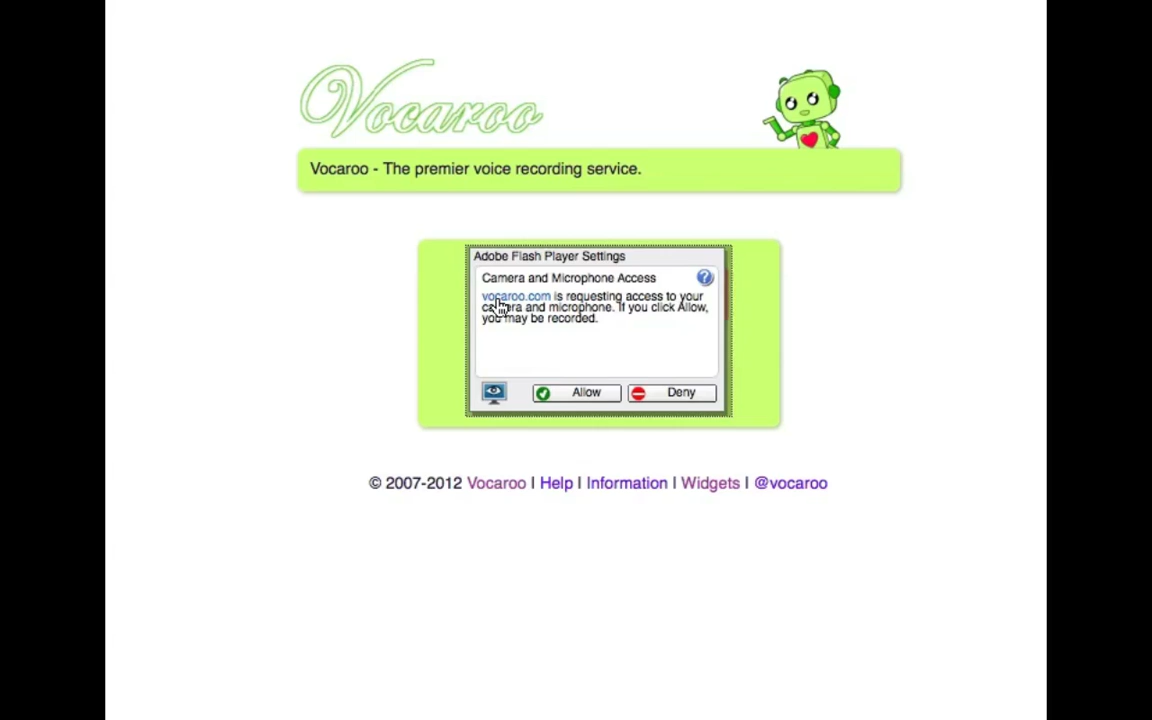 Vocaroo
Vocaroo - The premier voice recording service.
Adobe Flash Player Settings
Camera and Microphone Access
?
vocaroo.com is requesting access to your
camera and microphone. If you click Allow,
you may be recorded.
Allow
Deny
© 2007-2012 Vocaroo | Help | Information | Widgets | @vocaroo